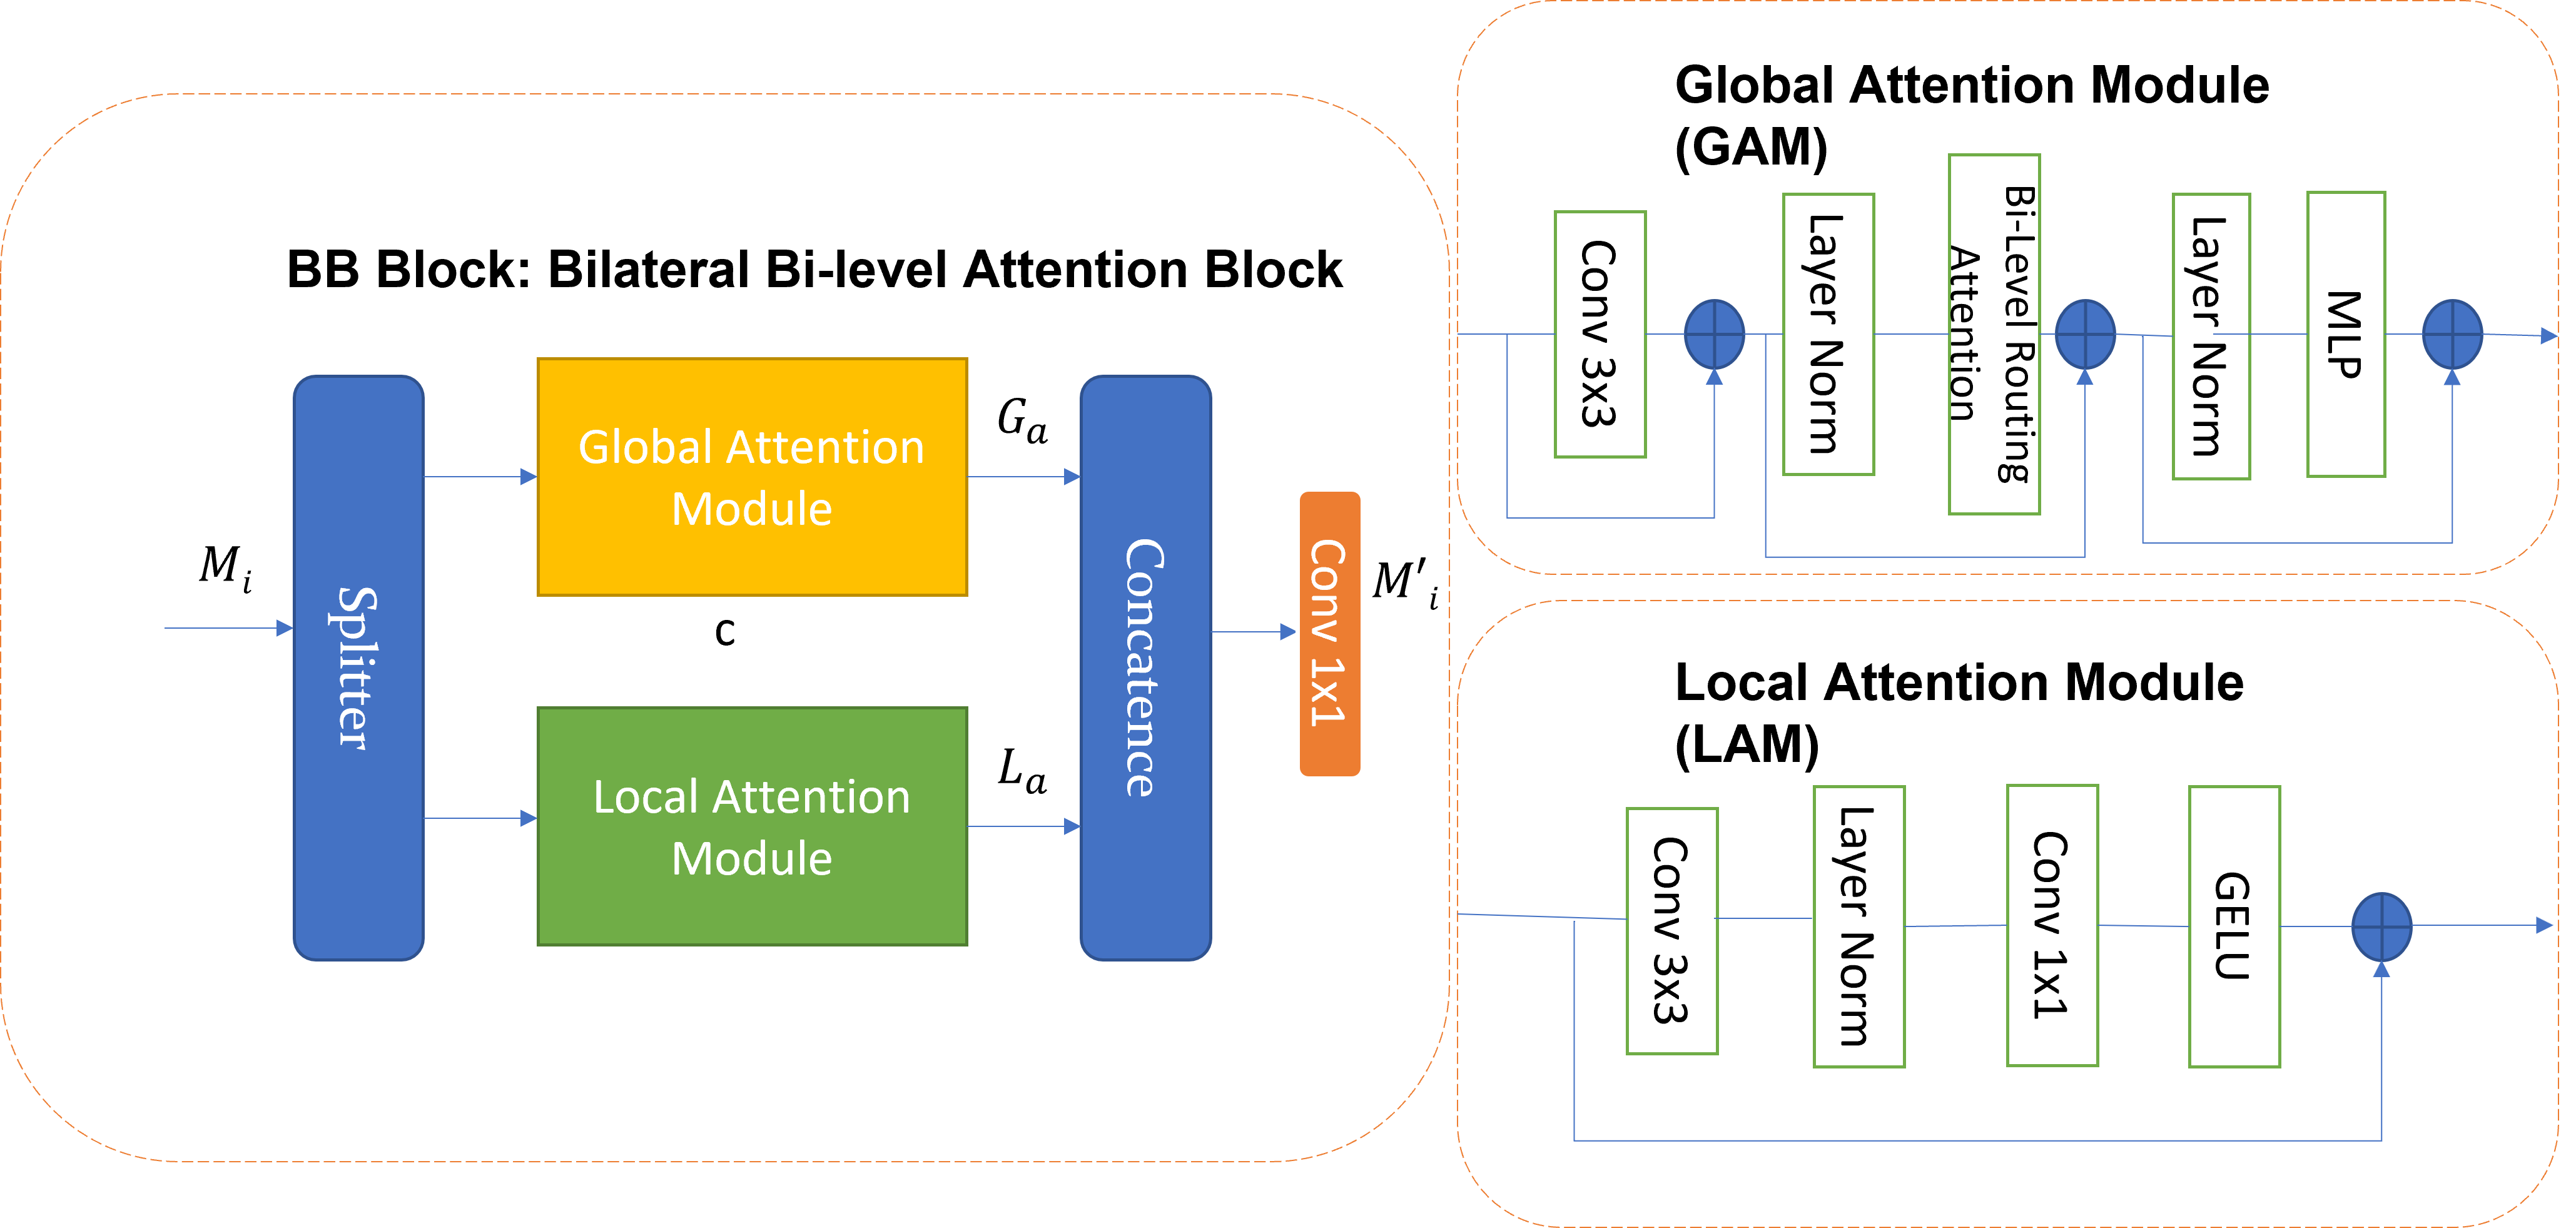 BB Block: Bilateral Bi-level Attention Block
M_i
Splitter
Global Attention
Module
G_a
c
Local Attention
Module
L_a
Concatence
Conv 1x1
M'_i
Global Attention Module
(GAM)
Conv 3x3
Layer Norm
Bi-Level Routing
Attention
Layer Norm
MLP
Local Attention Module
(LAM)
Conv 3x3
Layer Norm
Conv 1x1
GELU